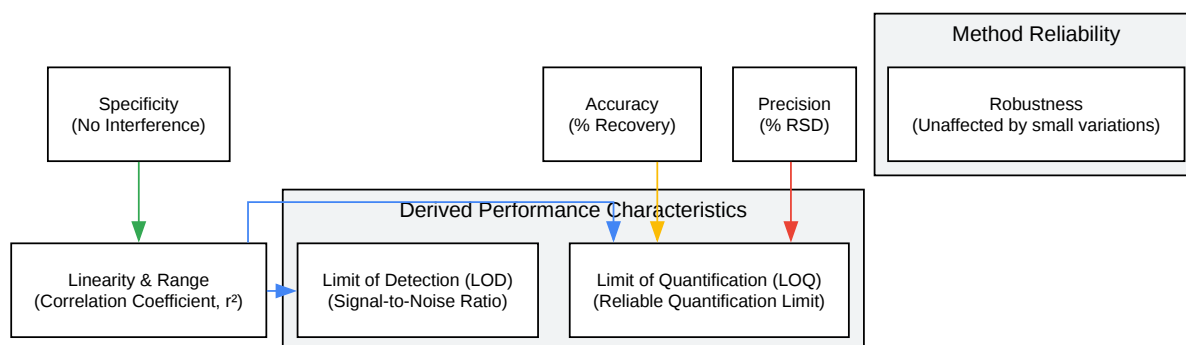 Method Reliability
Specificity
(No Interference)
Accuracy
(% Recovery)
Precision
(% RSD)
Robustness
(Unaffected by small variations)
Derived Performance Characteristics
Linearity & Range
(Correlation Coefficient, r²)
Limit of Detection (LOD)
(Signal-to-Noise Ratio)
Limit of Quantification (LOQ)
(Reliable Quantification Limit)